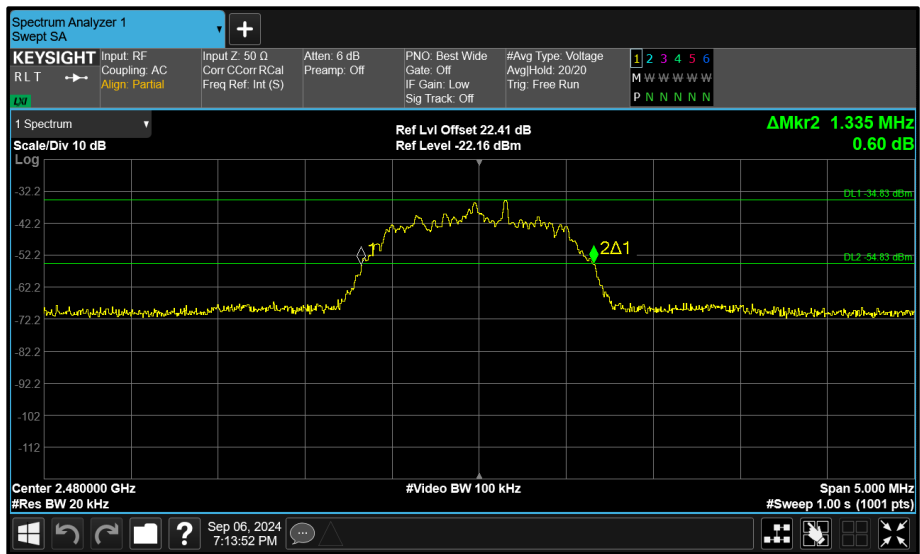 Spectrum Analyzer 1
Swept SA
KEYSIGHT
R L T
LXI
Input: RF
Coupling: AC
Align: Partial
Input Z: 50 Ω
Corr CCorr RCal
Freq Ref: Int (S)
Atten: 6 dB
Preamp: Off
PNO: Best Wide
Gate: Off
IF Gain: Low
Sig Track: Off
#Avg Type: Voltage
Avg|Hold: 20/20
Trig: Free Run
1 2 3 4 5 6
M W W W W W
P N N N N N
1 Spectrum
Scale/Div 10 dB
Log
Ref Lvl Offset 22.41 dB
Ref Level -22.16 dBm
ΔMkr2 1.335 MHz
0.60 dB
-32.2
DL1 -34.83 dBm
-42.2
1
2Δ1
-52.2
DL2 -54.83 dBm
-62.2
-72.2
-82.2
-92.2
-102
-112
Center 2.480000 GHz
#Video BW 100 kHz
Span 5.000 MHz
#Res BW 20 kHz
#Sweep 1.00 s (1001 pts)
?
Sep 06, 2024
7:13:52 PM